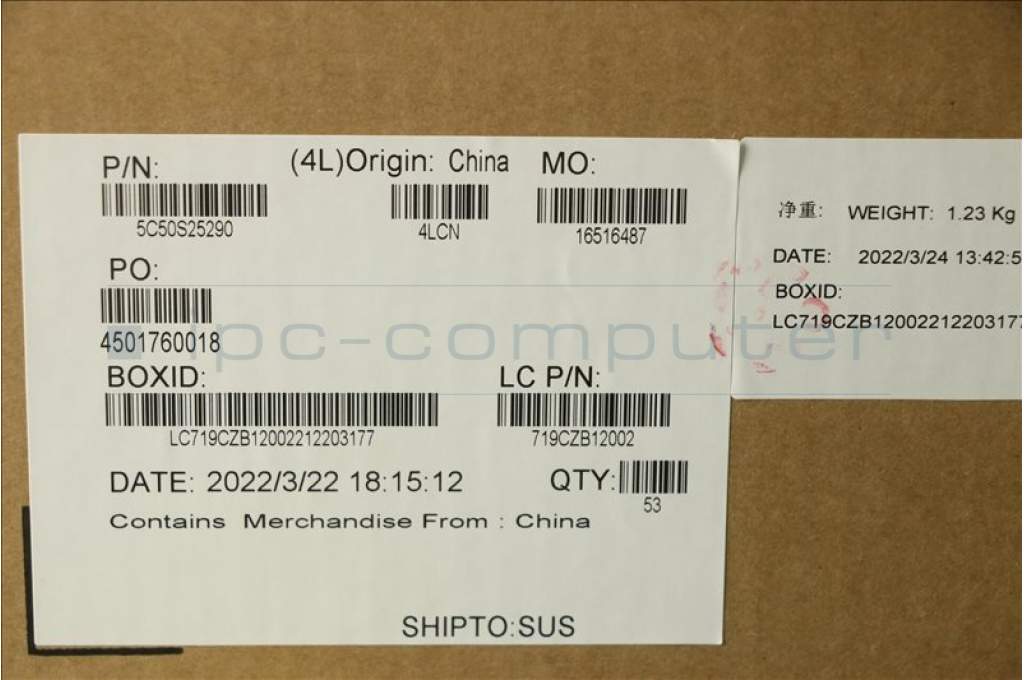 P/N: (4L)Origin: China MO:
5C50S25290 4LCN 16516487
PO:
4501760018
BOXID: LC P/N:
LC719CZB12002212203177 719CZB12002
DATE: 2022/3/22 18:15:12 QTY:
53
Contains Merchandise From : China
SHIPTO:SUS
净重: WEIGHT: 1.23 Kg
DATE: 2022/3/24 13:42:5
BOXID:
LC719CZB12002212203177
ipc-computer